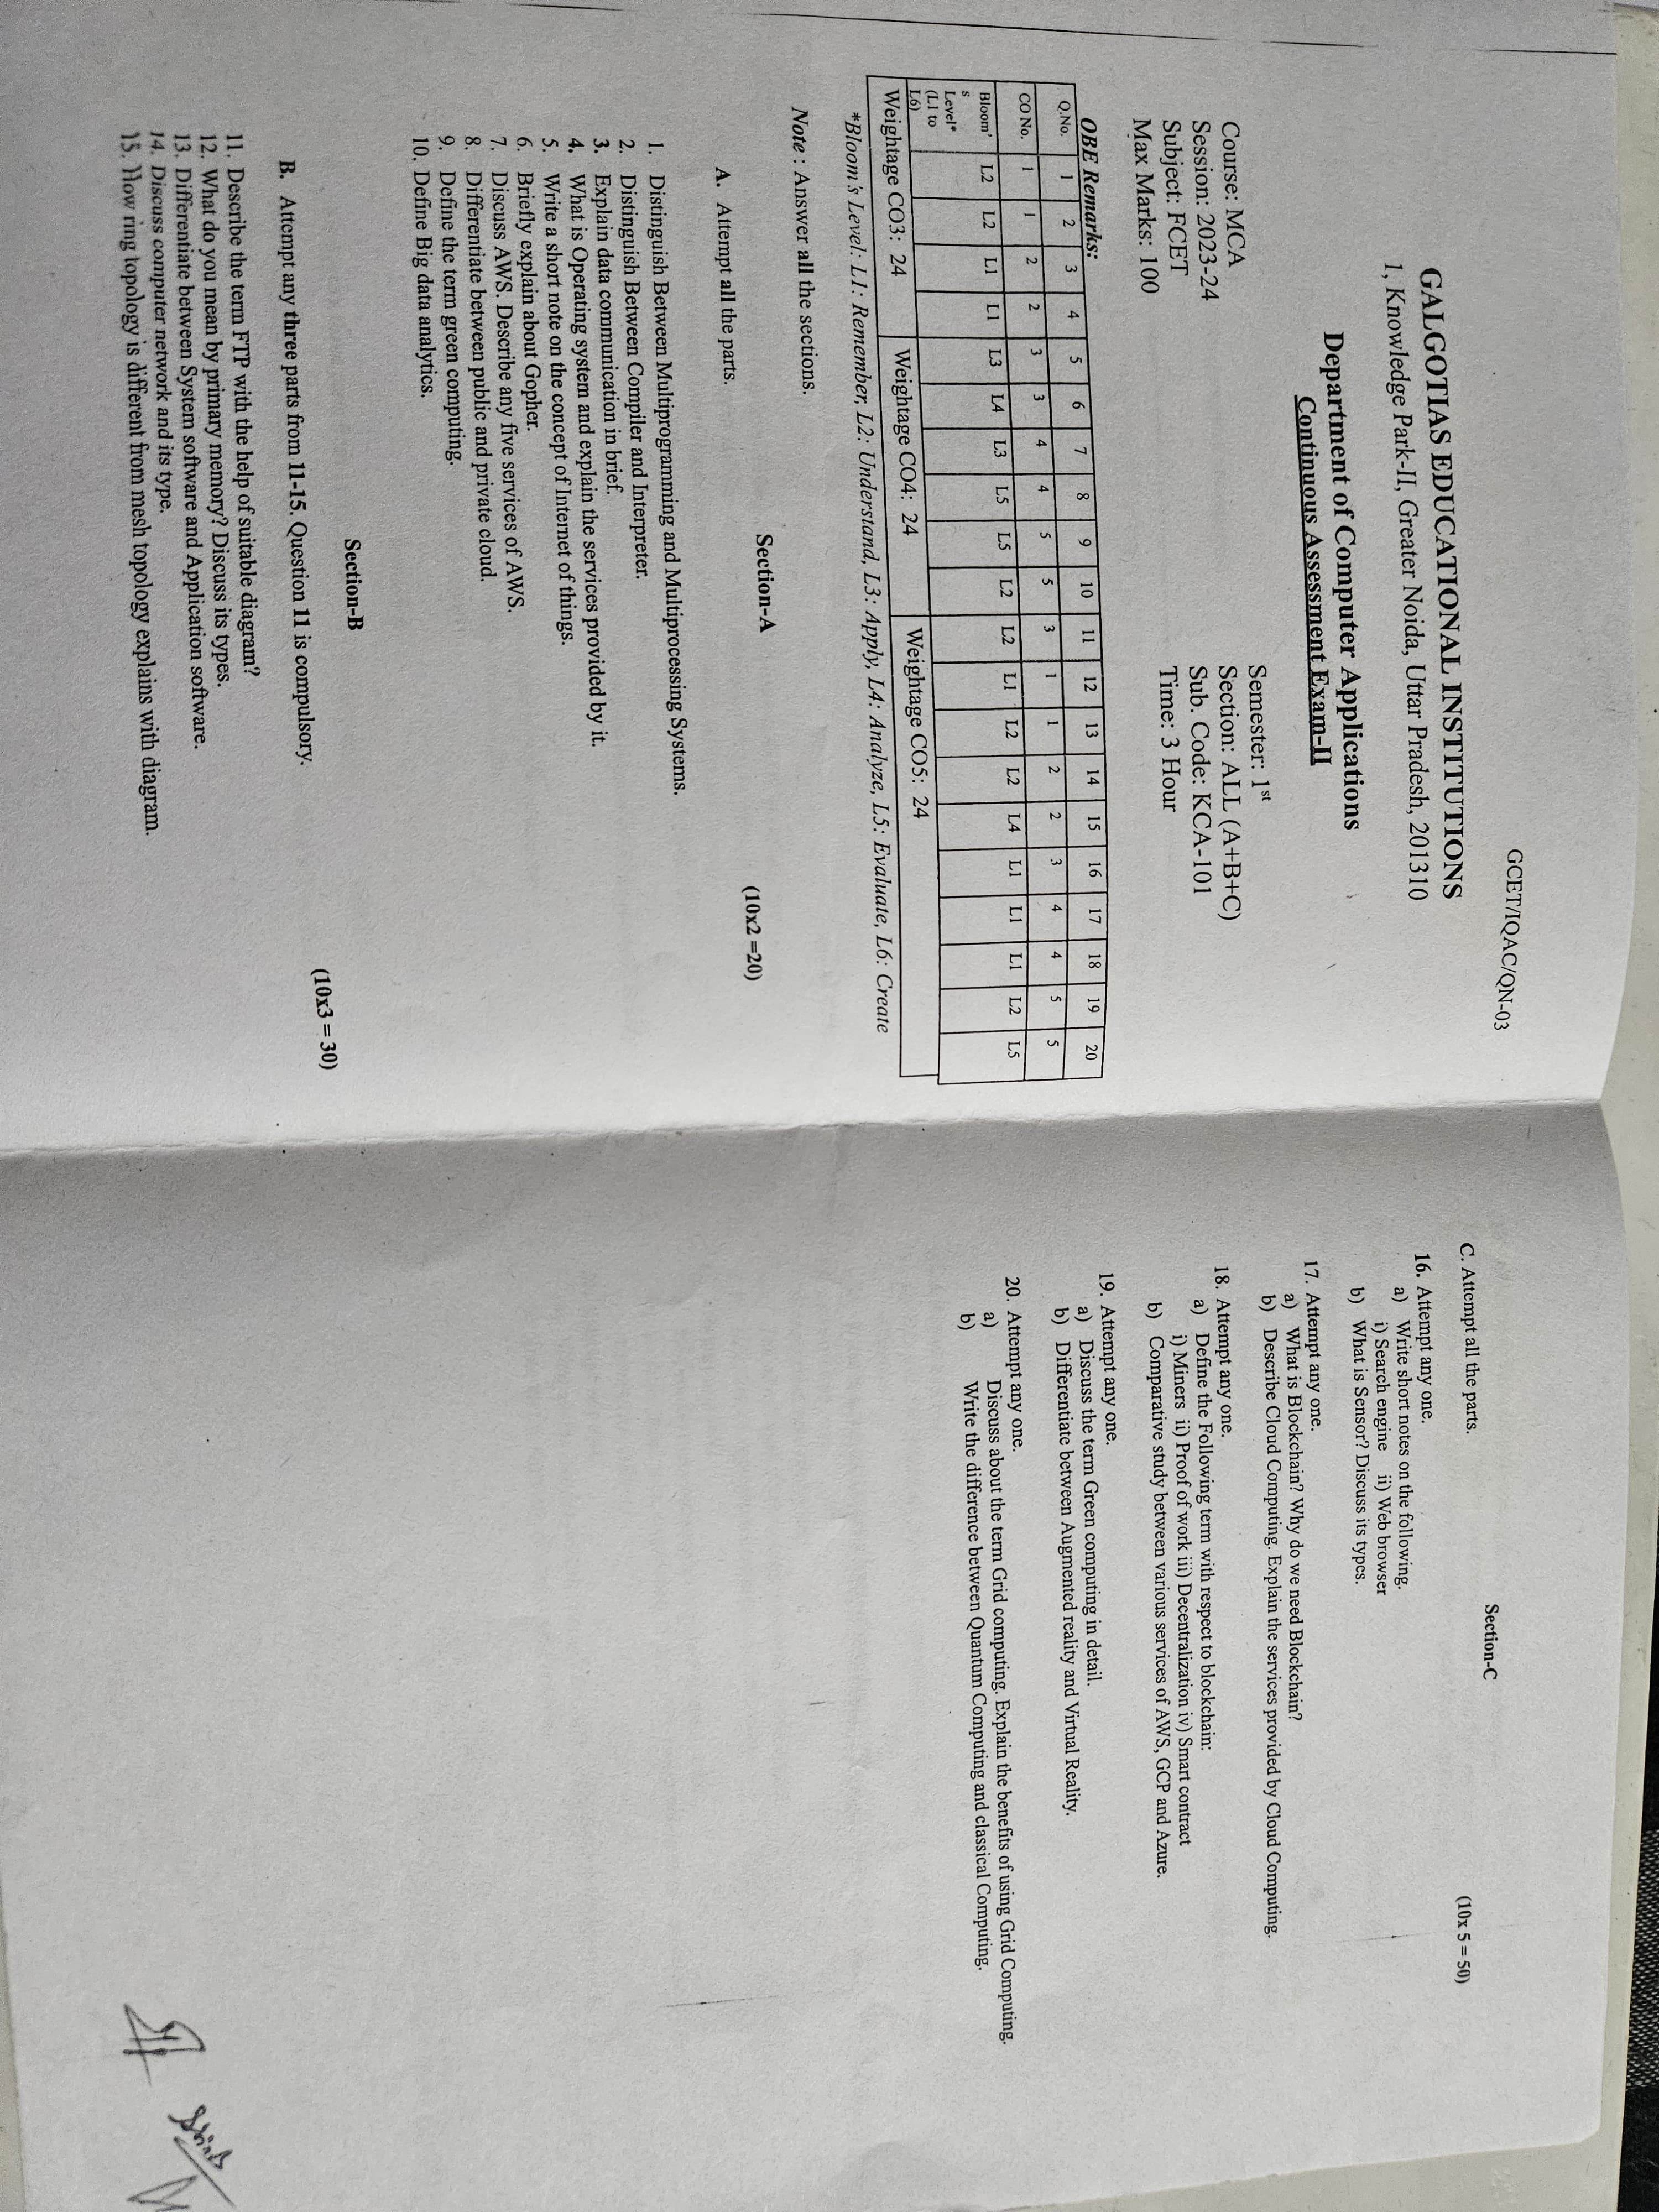 GCET/IQAC/QN-03
GALGOTIAS EDUCATIONAL INSTITUTIONS
1, Knowledge Park-II, Greater Noida, Uttar Pradesh, 201310
Department of Computer Applications
Continuous Assessment Exam-II
Course: MCA Semester: 1st
Session: 2023-24 Section: ALL (A+B+C)
Subject: FCET Sub. Code: KCA-101
Max Marks: 100 Time: 3 Hour
OBE Remarks:
Q.No. 1 2 3 4 5 6 7 8 9 10 11 12 13 14 15 16 17 18 19 20
CO No. 1 1 2 2 3 3 4 4 5 5 3 1 1 2 2 3 4 4 5 5
Bloom' L2 L2 L1 L1 L3 L4 L3 L5 L5 L2 L2 L1 L2 L2 L4 L1 L1 L1 L2 L5
s
Level*
(L1 to
L6)
Weightage CO3: 24 Weightage CO4: 24 Weightage CO5: 24
*Bloom's Level: L1: Remember, L2: Understand, L3: Apply, L4: Analyze, L5: Evaluate, L6: Create
Note : Answer all the sections.
Section-A
A. Attempt all the parts. (10x2 =20)
1. Distinguish Between Multiprogramming and Multiprocessing Systems.
2. Distinguish Between Compiler and Interpreter.
3. Explain data communication in brief.
4. What is Operating system and explain the services provided by it.
5. Write a short note on the concept of Internet of things.
6. Briefly explain about Gopher.
7. Discuss AWS. Describe any five services of AWS.
8. Differentiate between public and private cloud.
9. Define the term green computing.
10. Define Big data analytics.
Section-B
B. Attempt any three parts from 11-15. Question 11 is compulsory. (10x3 = 30)
11. Describe the term FTP with the help of suitable diagram?
12. What do you mean by primary memory? Discuss its types.
13. Differentiate between System software and Application software.
14. Discuss computer network and its type.
15. How ring topology is different from mesh topology explains with diagram.
Section-C
C. Attempt all the parts. (10x 5 = 50)
16. Attempt any one.
a) Write short notes on the following.
i) Search engine ii) Web browser
b) What is Sensor? Discuss its types.
17. Attempt any one.
a) What is Blockchain? Why do we need Blockchain?
b) Describe Cloud Computing. Explain the services provided by Cloud Computing.
18. Attempt any one.
a) Define the Following term with respect to blockchain:
i) Miners ii) Proof of work iii) Decentralization iv) Smart contract
b) Comparative study between various services of AWS, GCP and Azure.
19. Attempt any one.
a) Discuss the term Green computing in detail.
b) Differentiate between Augmented reality and Virtual Reality.
20. Attempt any one.
a) Discuss about the term Grid computing. Explain the benefits of using Grid Computing.
b) Write the difference between Quantum Computing and classical Computing.